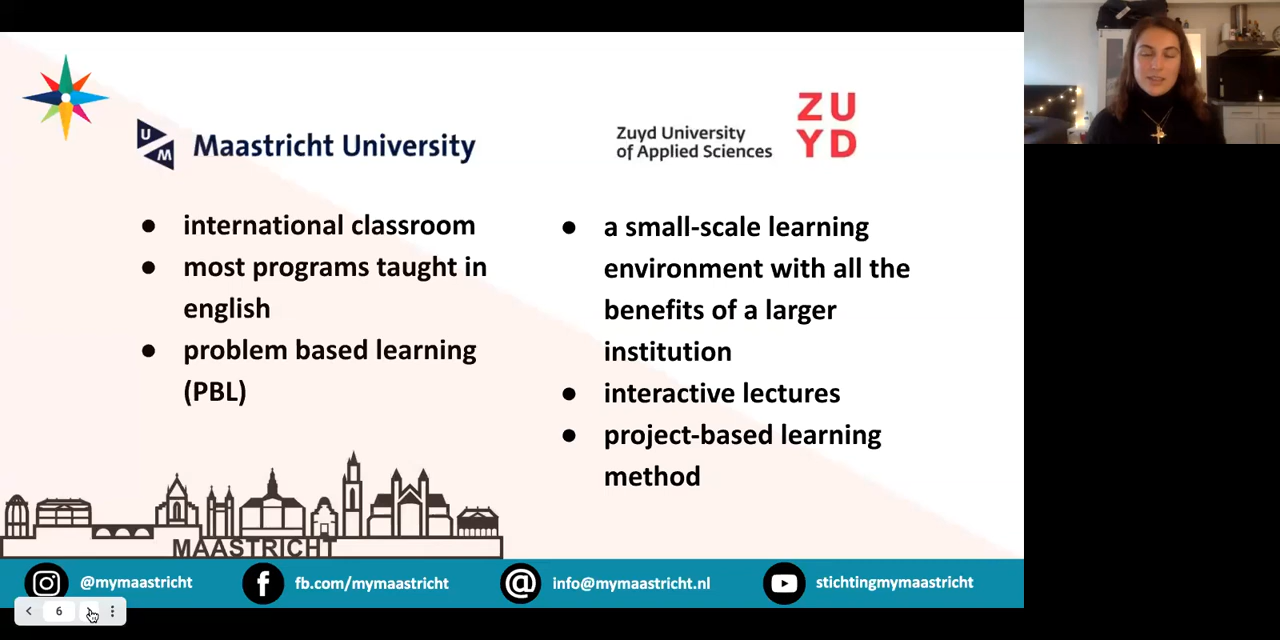 U
M
Maastricht University
Zuyd University
of Applied Sciences
ZU
YD
● international classroom
● most programs taught in
english
● problem based learning
(PBL)
● a small-scale learning
environment with all the
benefits of a larger
institution
● interactive lectures
● project-based learning
method
MAASTRICHT
@mymaastricht
fb.com/mymaastricht
info@mymaastricht.nl
stichtingmymaastricht
6